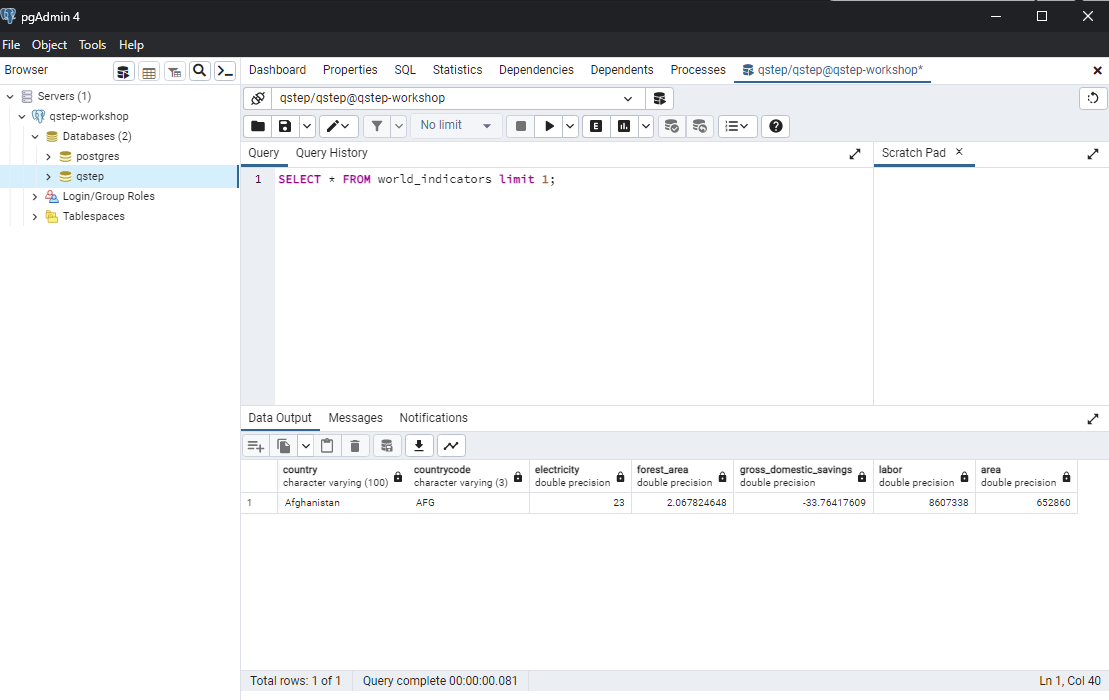 pgAdmin 4
File Object Tools Help
Browser
Dashboard Properties SQL Statistics Dependencies Dependents Processes qstep/qstep@qstep-workshop*
Servers (1)
qstep-workshop
Databases (2)
postgres
qstep
Login/Group Roles
Tablespaces
qstep/qstep@qstep-workshop
No limit
E
Query Query History
Scratch Pad
1 SELECT * FROM world_indicators limit 1;
Data Output Messages Notifications
country countrycode electricity forest_area gross_domestic_savings labor area
character varying (100) character varying (3) double precision double precision double precision double precision double precision
1 Afghanistan AFG 23 2.067824648 -33.76417609 8607338 652860
Total rows: 1 of 1 Query complete 00:00:00.081 Ln 1, Col 40